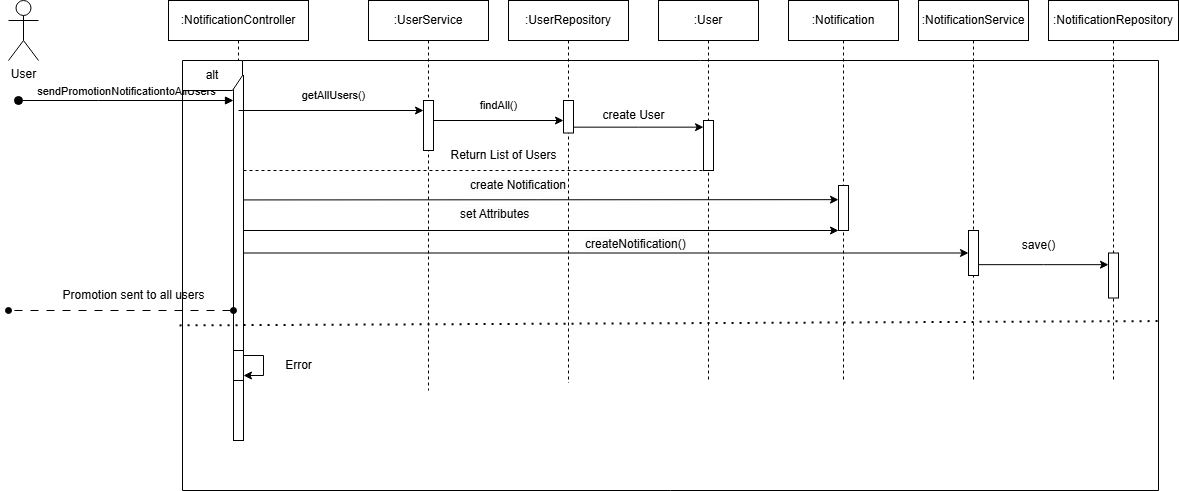 :NotificationController
:UserService
:UserRepository
:User
:Notification
:NotificationService
:NotificationRepository
User
alt
sendPromotionNotificationtoAllUsers
getAllUsers()
findAll()
create User
Return List of Users
create Notification
set Attributes
createNotification()
save()
Promotion sent to all users
Error